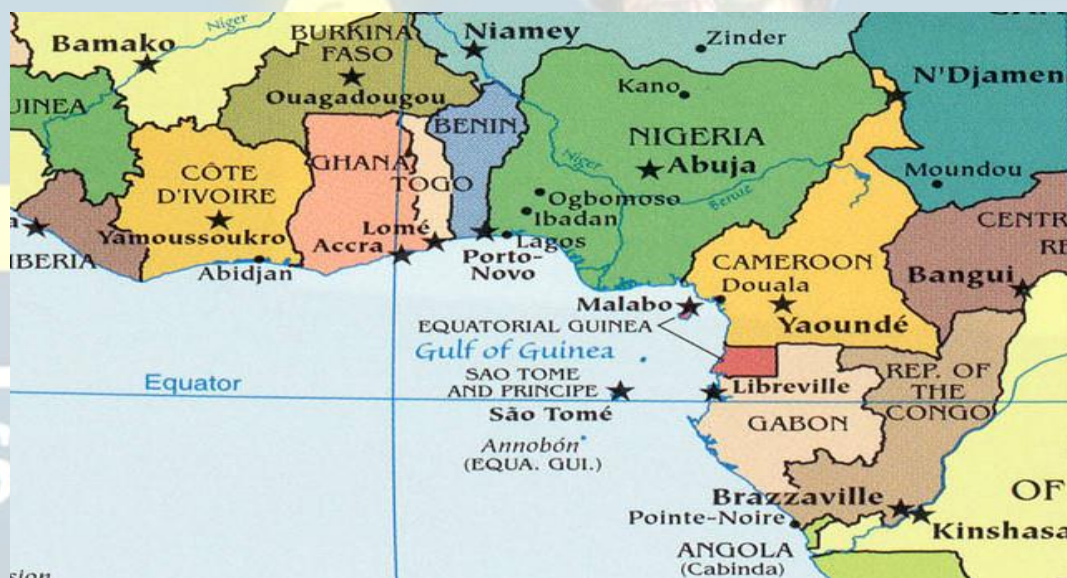 Bamako
Niger
BURKINA
FASO
Ouagadougou
Niamey
Zinder
N'Djamen
UINEA
CÔTE
D'IVOIRE
Yamoussoukro
Abidjan
IBERIA
GHANA
TOGO
BENIN
Lomé
Accra
Porto-
Novo
Kano
NIGERIA
Abuja
Niger
Benue
Ogbomoso
Ibadan
Lagos
Moundou
CENTR
RE
Bangui
CAMEROON
Douala
Yaoundé
Malabo
EQUATORIAL GUINEA
Gulf of Guinea
Equator
SAO TOME
AND PRINCIPE
São Tomé
Annobón
(EQUA. GUI.)
Libreville
GABON
REP. OF
THE
CONGO
Brazzaville
Pointe-Noire
Kinshasa
OF
ANGOLA
(Cabinda)